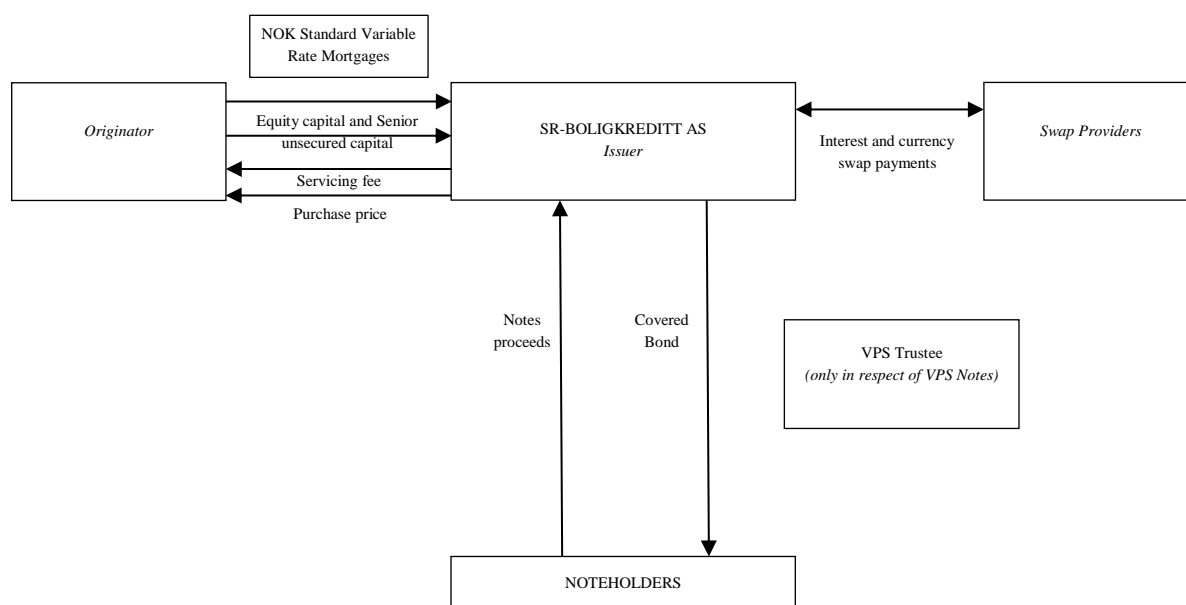 NOK Standard Variable
Rate Mortgages
Originator
Equity capital and Senior
unsecured capital
Servicing fee
Purchase price
SR-BOLIGKREDITT AS
Issuer
Interest and currency
swap payments
Swap Providers
Notes
proceeds
Covered
Bond
VPS Trustee
(only in respect of VPS Notes)
NOTEHOLDERS